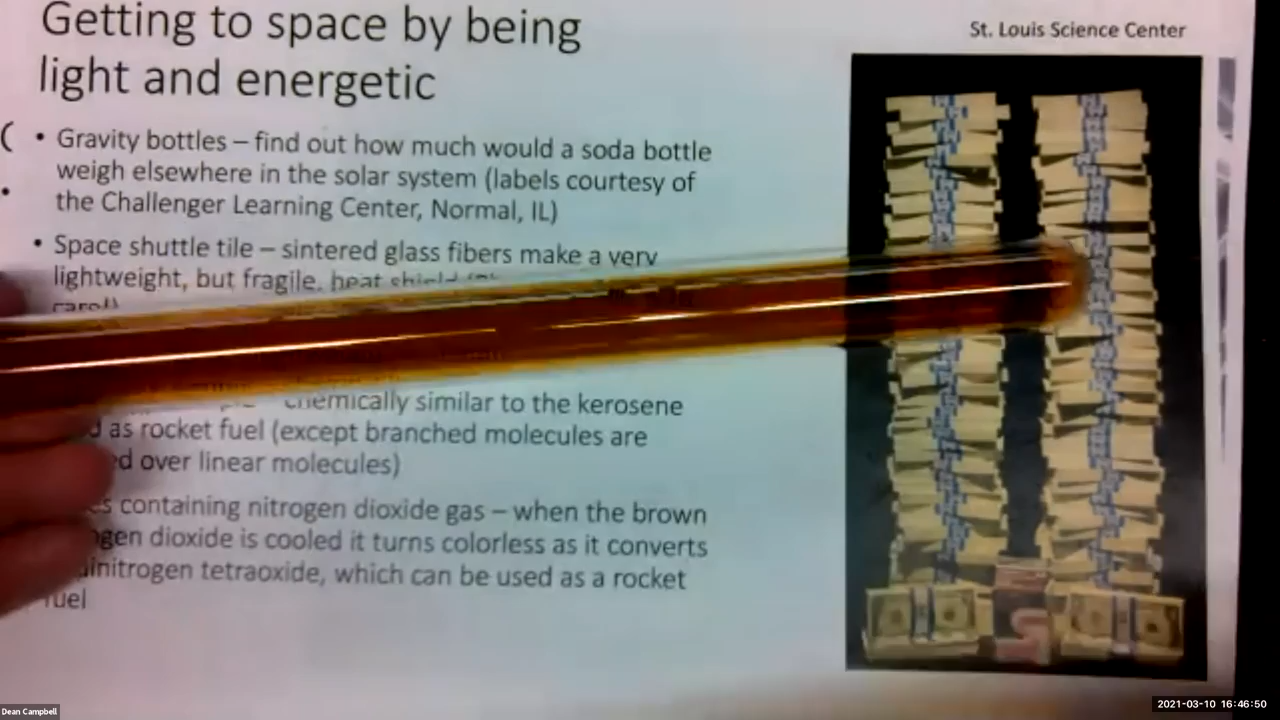 Getting to space by being
light and energetic
St. Louis Science Center
(
• Gravity bottles – find out how much would a soda bottle
weigh elsewhere in the solar system (labels courtesy of
the Challenger Learning Center, Normal, IL)
•
• Space shuttle tile – sintered glass fibers make a very
lightweight, but fragile, heat shield
chemically similar to the kerosene
as rocket fuel (except branched molecules are
over linear molecules)
containing nitrogen dioxide gas – when the brown
dioxide is cooled it turns colorless as it converts
tetraoxide, which can be used as a rocket
fuel
Dean Campbell
2021-03-10 16:46:50